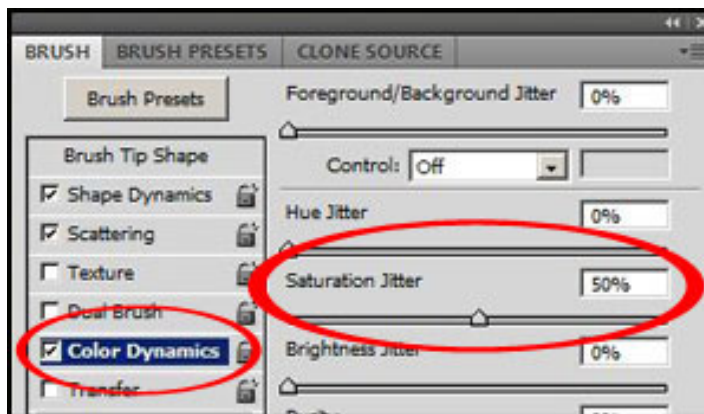 BRUSH BRUSH PRESETS CLONE SOURCE
Brush Presets
Brush Tip Shape
Shape Dynamics
Scattering
Texture
Dual Brush
Color Dynamics
Transfer
Foreground/Background Jitter 0%
Control: Off
Hue Jitter 0%
Saturation Jitter 50%
Brightness Jitter 0%